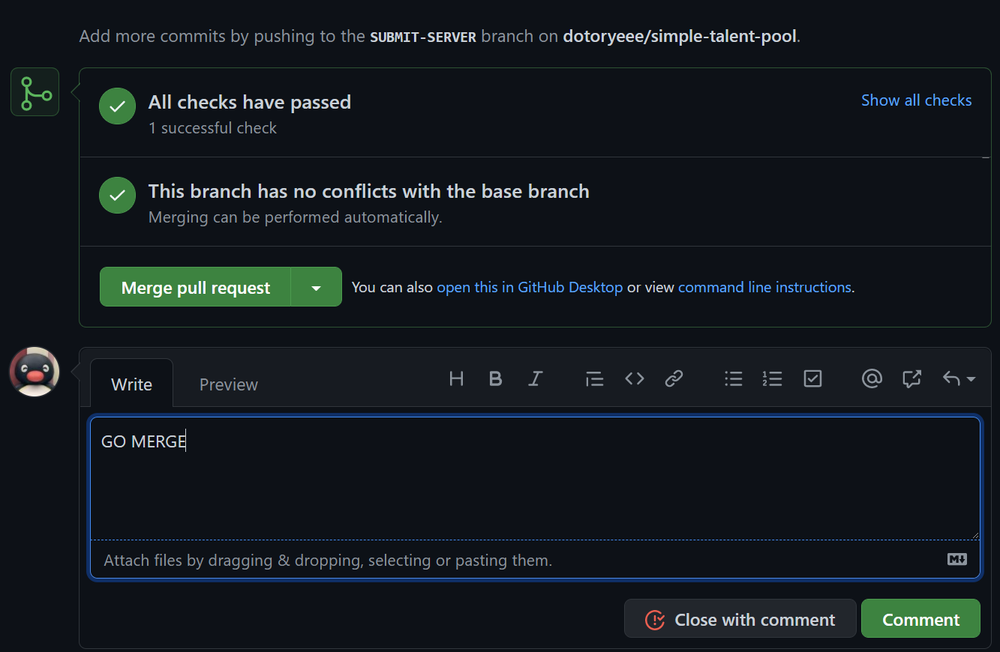 Add more commits by pushing to the SUBMIT-SERVER branch on dotoryeee/simple-talent-pool.
All checks have passed
Show all checks
1 successful check
This branch has no conflicts with the base branch
Merging can be performed automatically.
Merge pull request
You can also open this in GitHub Desktop or view command line instructions.
Write
Preview
GO MERGE
Attach files by dragging & dropping, selecting or pasting them.
Close with comment
Comment